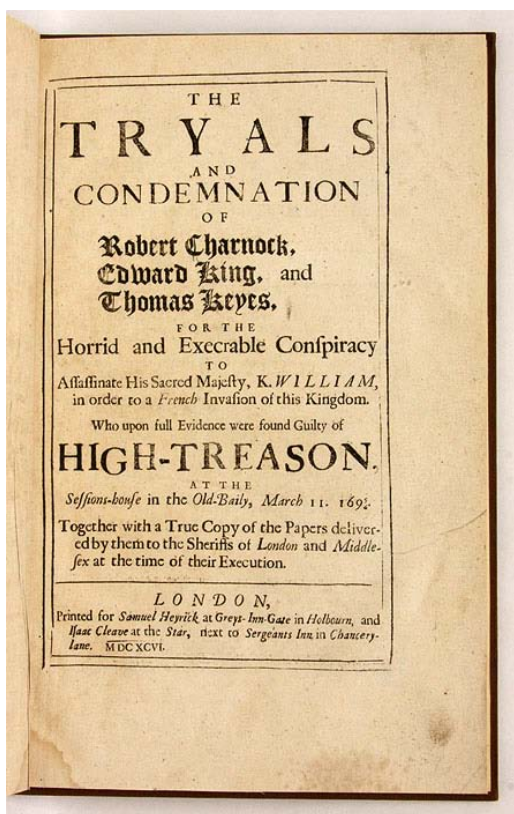 THE
TRYALS
AND
CONDEMNATION
OF
Robert Charnock,
Edward King, and
Thomas Keyes,
FOR THE
Horrid and Execrable Conſpiracy
TO
Aſſaſſinate His Sacred Majeſty, K. WILLIAM,
in order to a French Invaſion of this Kingdom.
Who upon full Evidence were found Guilty of
HIGH-TREASON,
AT THE
Seſſions-houſe in the Old-Baily, March 11. 169⅚.
Together with a True Copy of the Papers deliver-
ed by them to the Sheriffs of London and Middle-
ſex at the time of their Execution.
LONDON,
Printed for Samuel Heyrick at Greys-Inn-Gate in Holbourn, and
Iſaac Cleave at the Star, next to Sergeants Inn in Chancery-
lane. MDCXCVI.